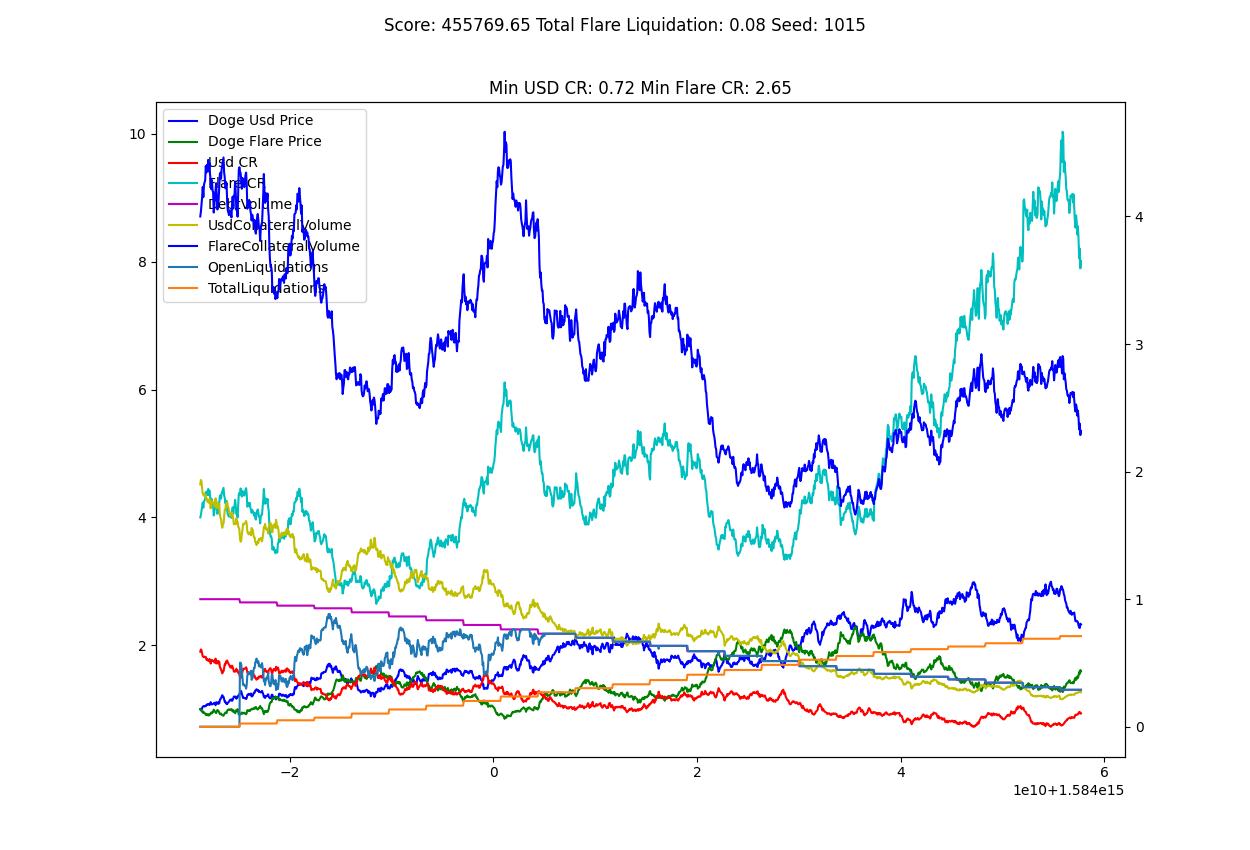 Score: 455769.65 Total Flare Liquidation: 0.08 Seed: 1015
Min USD CR: 0.72 Min Flare CR: 2.65
Doge Usd Price
Doge Flare Price
Usd CR
Flare CR
DebtVolume
UsdCollateralVolume
FlareCollateralVolume
OpenLiquidations
TotalLiquidations
10
8
6
4
2
4
3
2
1
0
−2
0
2
4
6
1e10+1.584e15